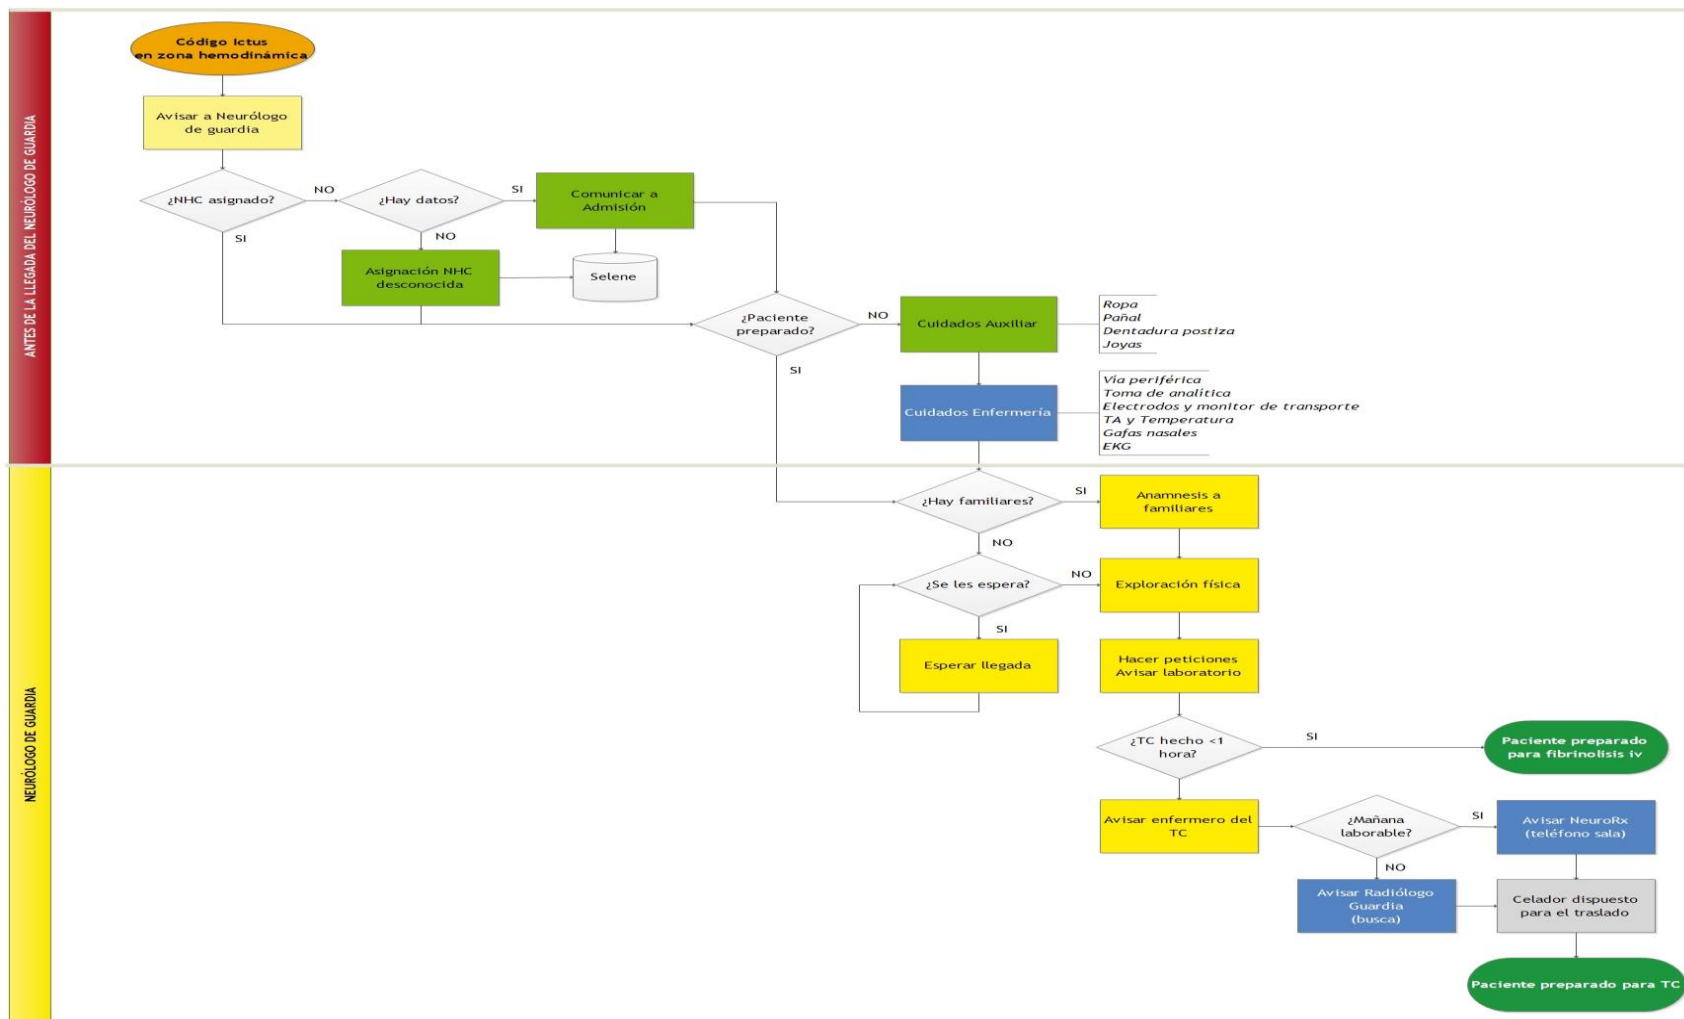 ANTES DE LA LLEGADA DEL NEURÓLOGO DE GUARDIA
Código Ictus
en zona hemodinámica
Avisar a Neurólogo
de guardia
¿NHC asignado?
NO
SI
¿Hay datos?
SI
NO
Comunicar a
Admisión
Asignación NHC
desconocida
Selene
¿Paciente
preparado?
NO
SI
Cuidados Auxiliar
Ropa
Pañal
Dentadura postiza
Joyas
Cuidados Enfermería
Vía periférica
Toma de analítica
Electrodos y monitor de transporte
TA y Temperatura
Gafas nasales
EKG
NEURÓLOGO DE GUARDIA
¿Hay familiares?
SI
NO
Anamnesis a
familiares
¿Se les espera?
NO
SI
Exploración física
Esperar llegada
Hacer peticiones
Avisar laboratorio
¿TC hecho <1
hora?
SI
Paciente preparado
para fibrinolisis iv
Avisar enfermero del
TC
¿Mañana
laborable?
SI
NO
Avisar NeuroRx
(teléfono sala)
Avisar Radiólogo
Guardia
(busca)
Celador dispuesto
para el traslado
Paciente preparado para TC